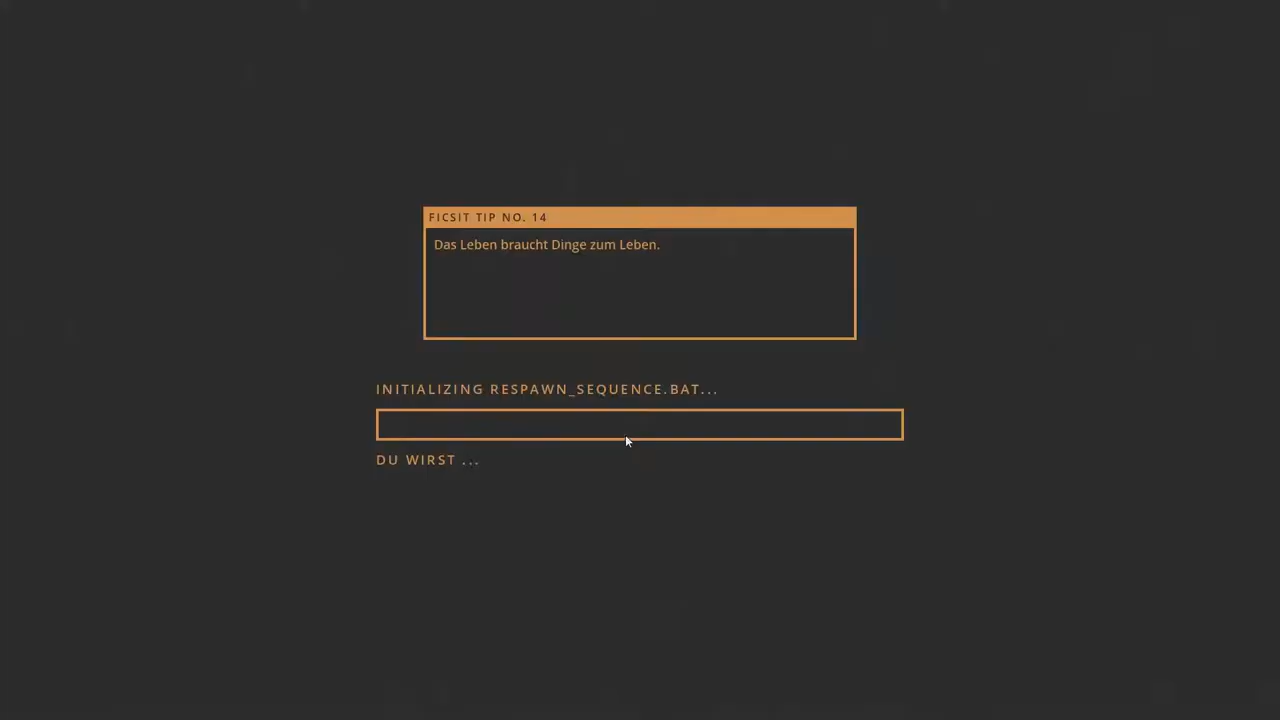 FICSIT TIP NO. 14
Das Leben braucht Dinge zum Leben.
INITIALIZING RESPAWN_SEQUENCE.BAT...
DU WIRST ...